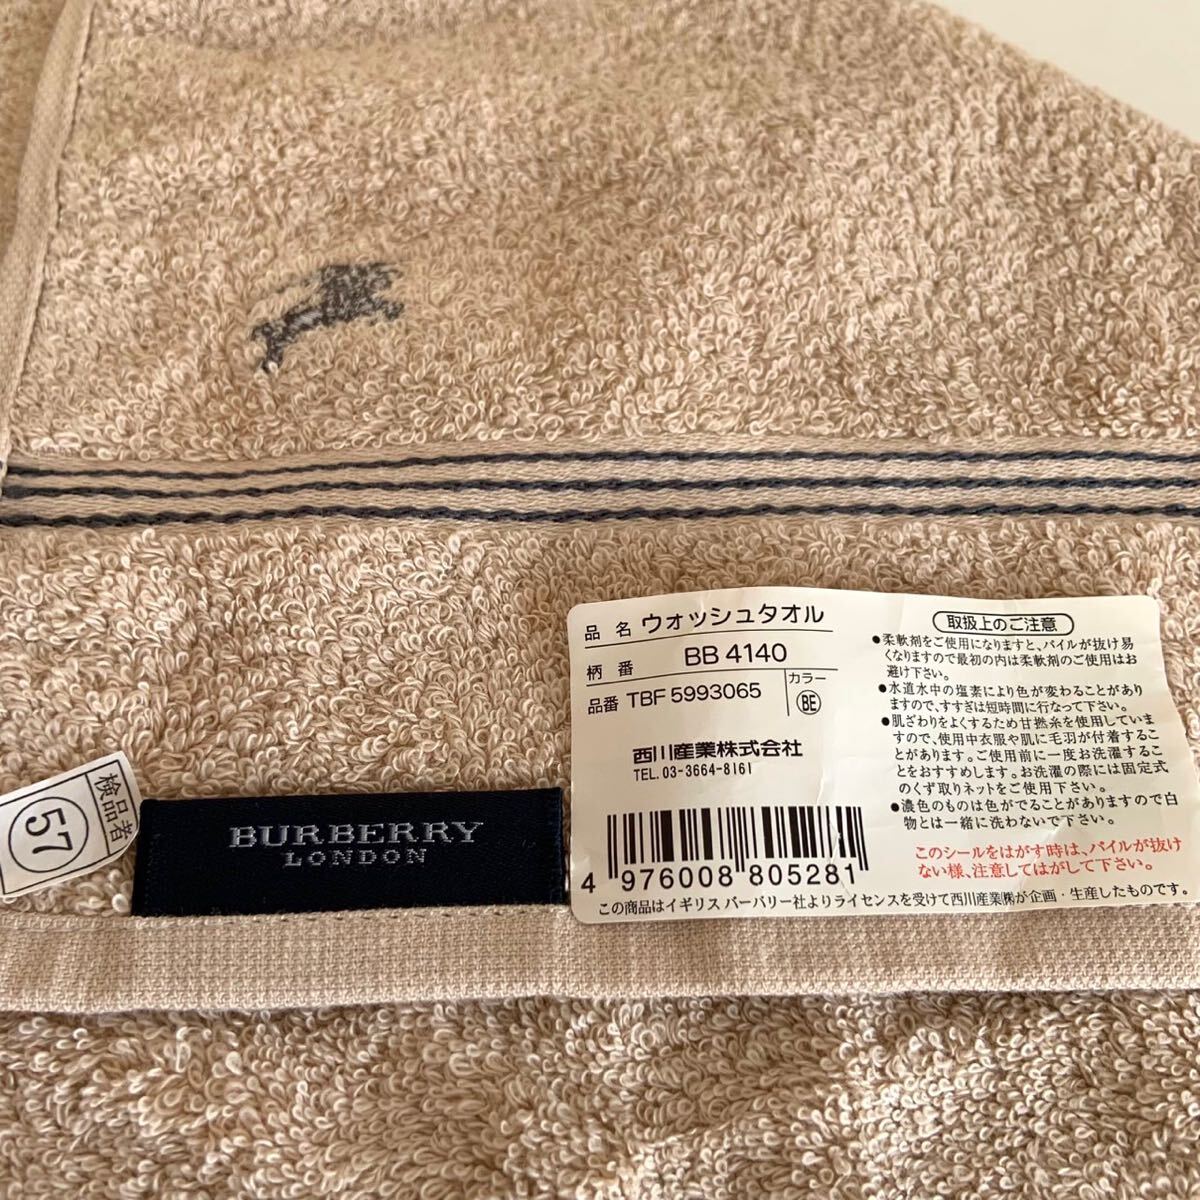 検品者
57
BURBERRY
LONDON
品 名 ウォッシュタオル
柄 番 BB 4140
品番 TBF 5993065
カラー
BE
西川産業株式会社
TEL. 03-3664-8161
4 976008 805281
取扱上のご注意
●柔軟剤をご使用になりますと、パイルが抜け易
くなりますので最初の内は柔軟剤のご使用はお
避け下さい。
●水道水中の塩素により色が変わることがあり
ますので、すすぎは短時間に行なって下さい。
●肌ざわりをよくするため甘撚糸を使用していま
すので、使用中衣服や肌に毛羽が付着すること
があります。ご使用前に一度お洗濯するこ
とをおすすめします。お洗濯の際には固定式
のくず取りネットをご使用下さい。
●濃色のものは色がでることがありますので白
物とは一緒に洗わないで下さい。
このシールをはがす時は、パイルが抜け
ない様、注意してはがして下さい。
この商品はイギリス バーバリー社よりライセンスを受けて西川産業㈱が企画・生産したものです。